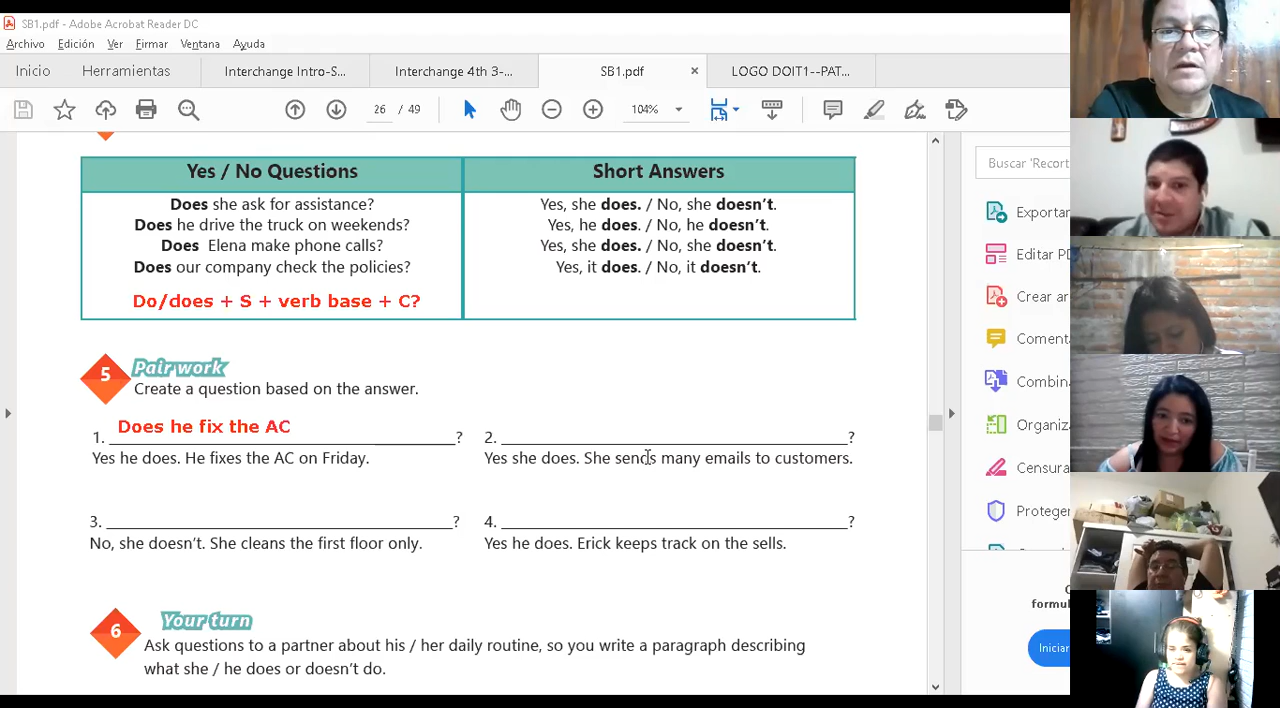 SB1.pdf - Adobe Acrobat Reader DC
Archivo Edición Ver Firmar Ventana Ayuda
Inicio Herramientas Interchange Intro-S... Interchange 4th 3-... SB1.pdf × LOGO DOIT1--PAT...
26 / 49 104%
Yes / No Questions
Short Answers
Does she ask for assistance?
Yes, she does. / No, she doesn't.
Does he drive the truck on weekends?
Yes, he does. / No, he doesn't.
Does Elena make phone calls?
Yes, she does. / No, she doesn't.
Does our company check the policies?
Yes, it does. / No, it doesn't.
Do/does + S + verb base + C?
5 Pair work
Create a question based on the answer.
Does he fix the AC
1. ________________________?
Yes he does. He fixes the AC on Friday.
2. ________________________?
Yes she does. She sends many emails to customers.
3. ________________________?
No, she doesn't. She cleans the first floor only.
4. ________________________?
Yes he does. Erick keeps track on the sells.
6 Your turn
Ask questions to a partner about his / her daily routine, so you write a paragraph describing
what she / he does or doesn't do.
Buscar 'Recort
Exportar
Editar PD
Crear ar
Comenta
Combin
Organiza
Censura
Proteger
formul
Iniciar